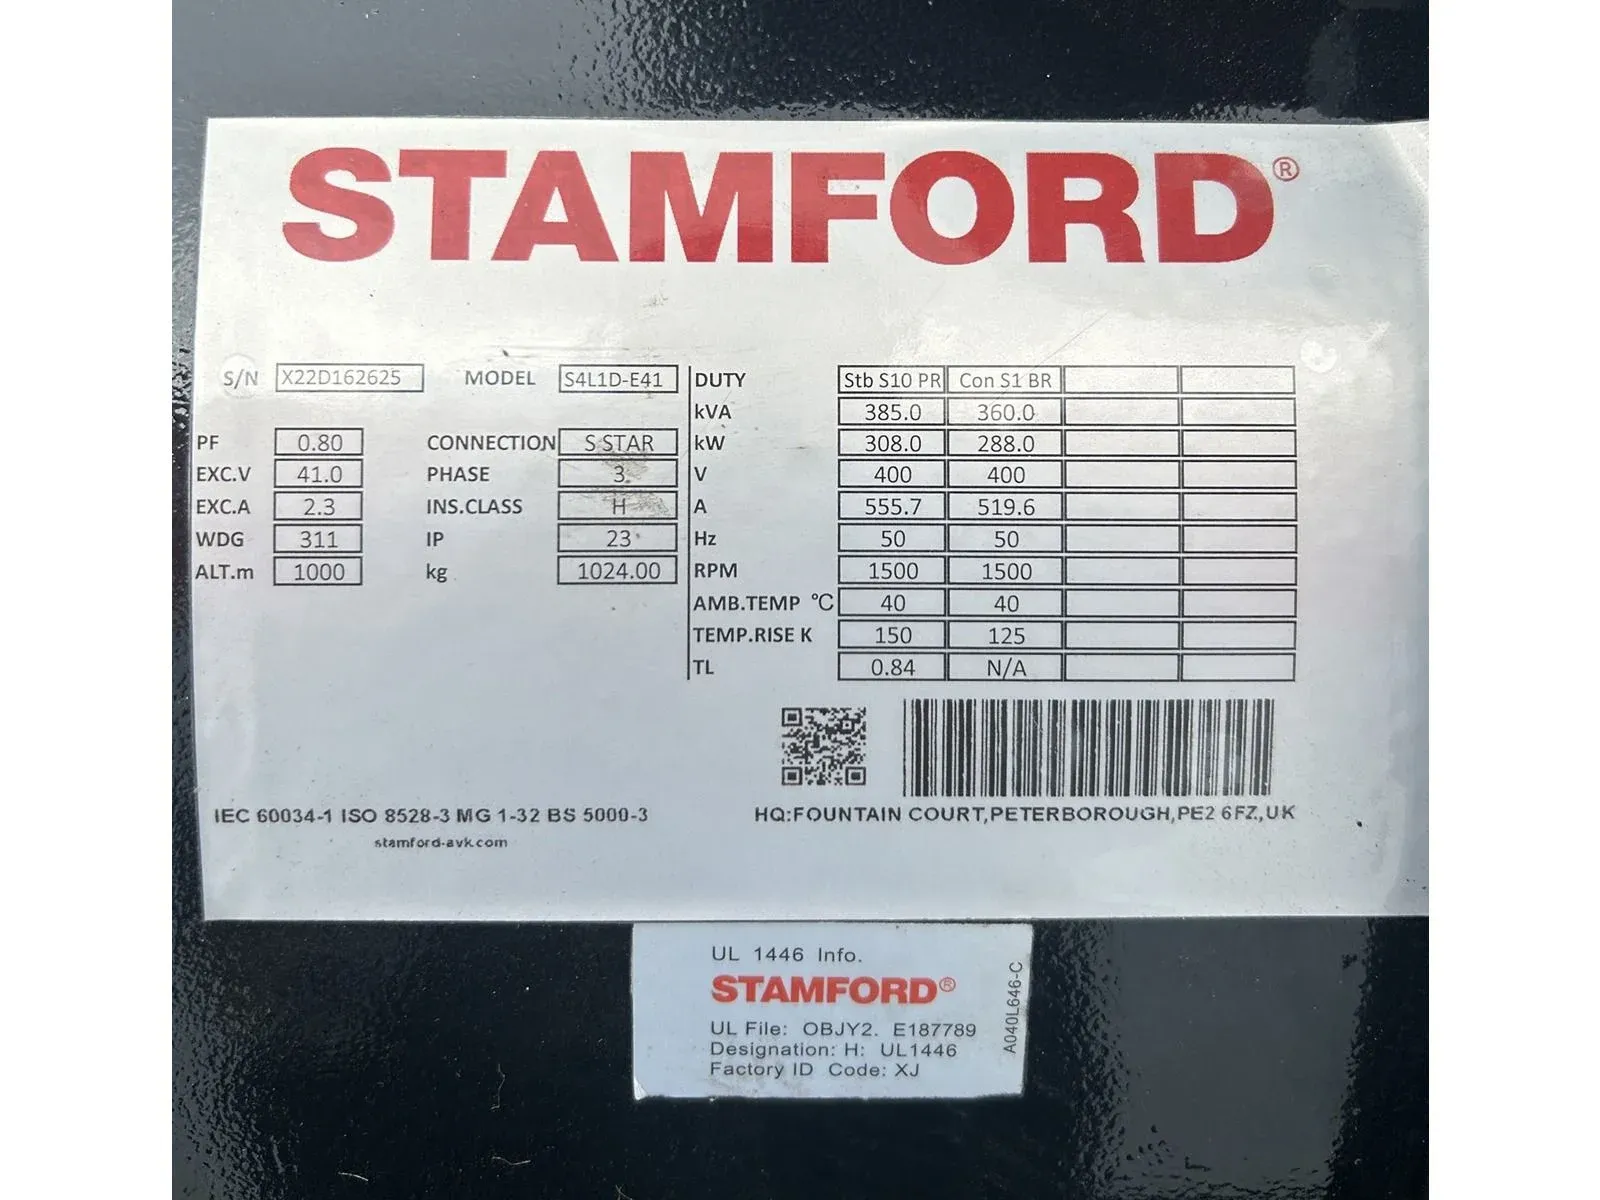 STAMFORD®
S/N X22D162625 MODEL S4L1D-E41 DUTY Stb S10 PR Con S1 BR
kVA 385.0 360.0
PF 0.80 CONNECTION S STAR kW 308.0 288.0
EXC.V 41.0 PHASE 3 V 400 400
EXC.A 2.3 INS.CLASS H A 555.7 519.6
WDG 311 IP 23 Hz 50 50
ALT.m 1000 kg 1024.00 RPM 1500 1500
AMB.TEMP °C 40 40
TEMP.RISE K 150 125
TL 0.84 N/A
IEC 60034-1 ISO 8528-3 MG 1-32 BS 5000-3
stamford-avk.com
HQ:FOUNTAIN COURT,PETERBOROUGH,PE2 6FZ,UK
UL 1446 Info.
STAMFORD®
UL File: OBJY2. E187789
Designation: H: UL1446
Factory ID Code: XJ
A040L646-C